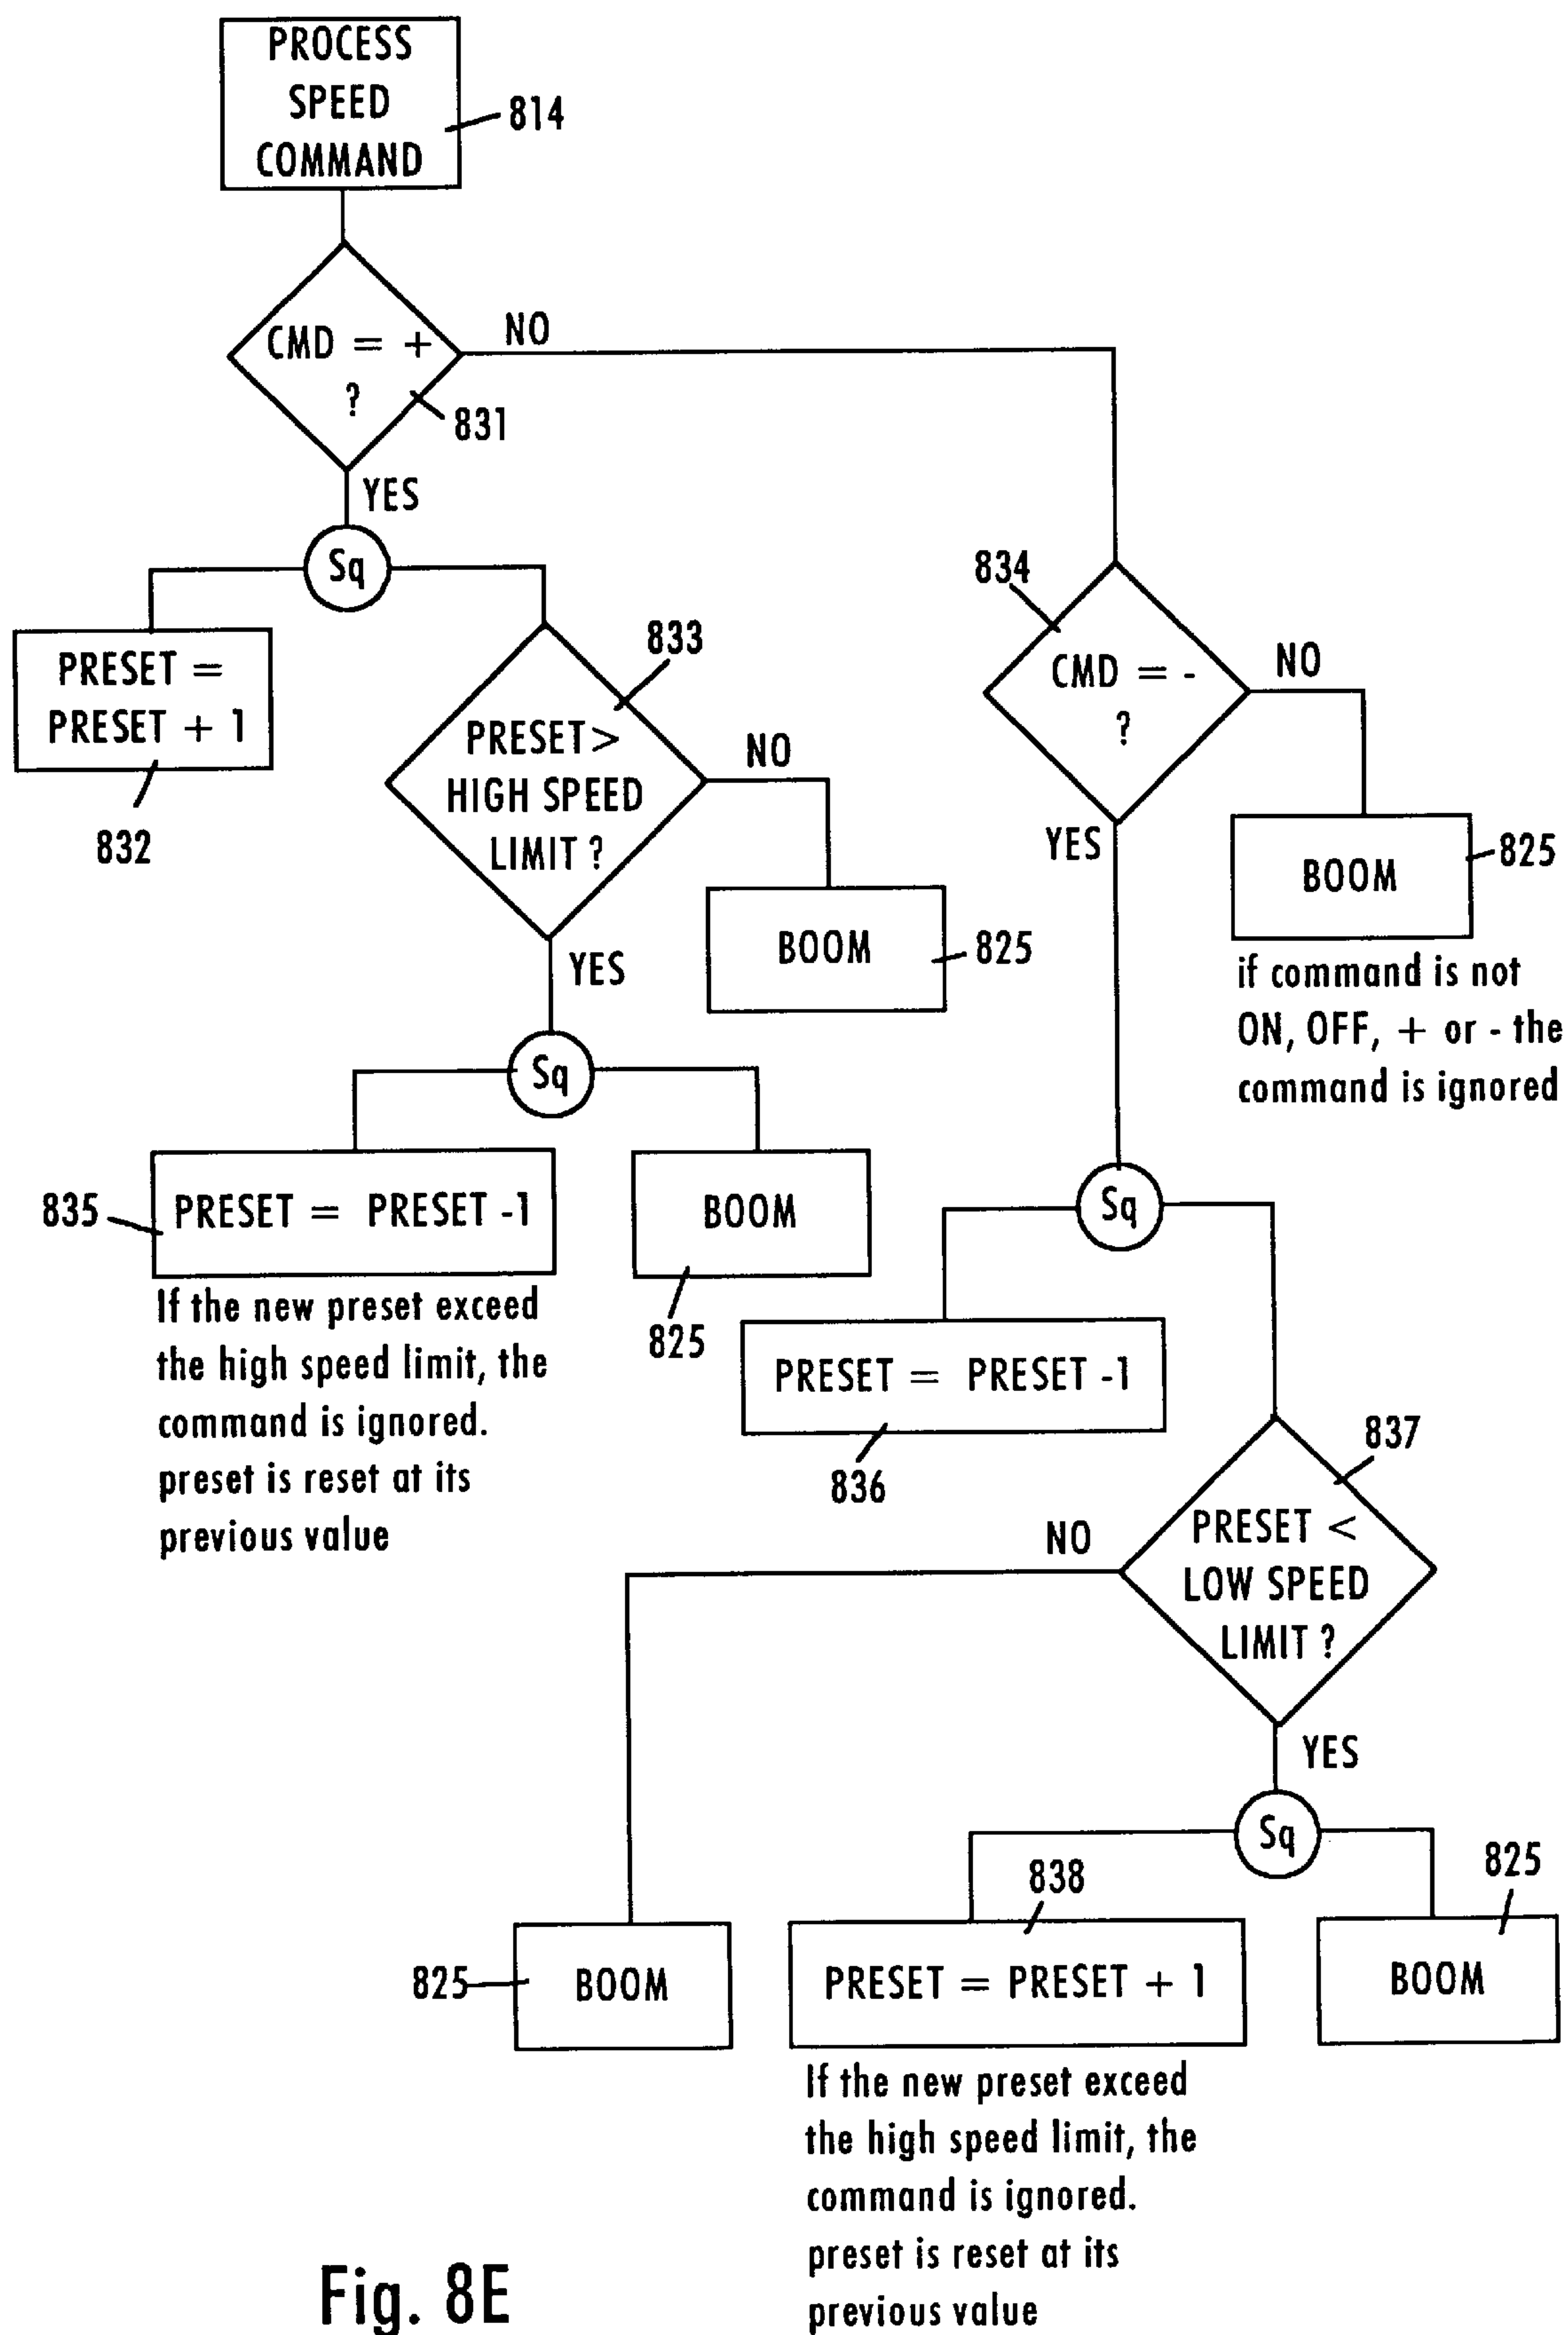 PROCESS
SPEED
COMMAND
814
CMD = +
?
831
NO
YES
Sq
PRESET =
PRESET + 1
832
833
PRESET >
HIGH SPEED
LIMIT ?
NO
BOOM
825
YES
Sq
835
PRESET = PRESET -1
If the new preset exceed
the high speed limit, the
command is ignored.
preset is reset at its
previous value
BOOM
825
834
CMD = -
?
NO
BOOM
825
if command is not
ON, OFF, + or - the
command is ignored
YES
Sq
PRESET = PRESET -1
836
837
PRESET <
LOW SPEED
LIMIT ?
NO
825
BOOM
YES
Sq
838
PRESET = PRESET + 1
If the new preset exceed
the high speed limit, the
command is ignored.
preset is reset at its
previous value
825
BOOM
Fig. 8E